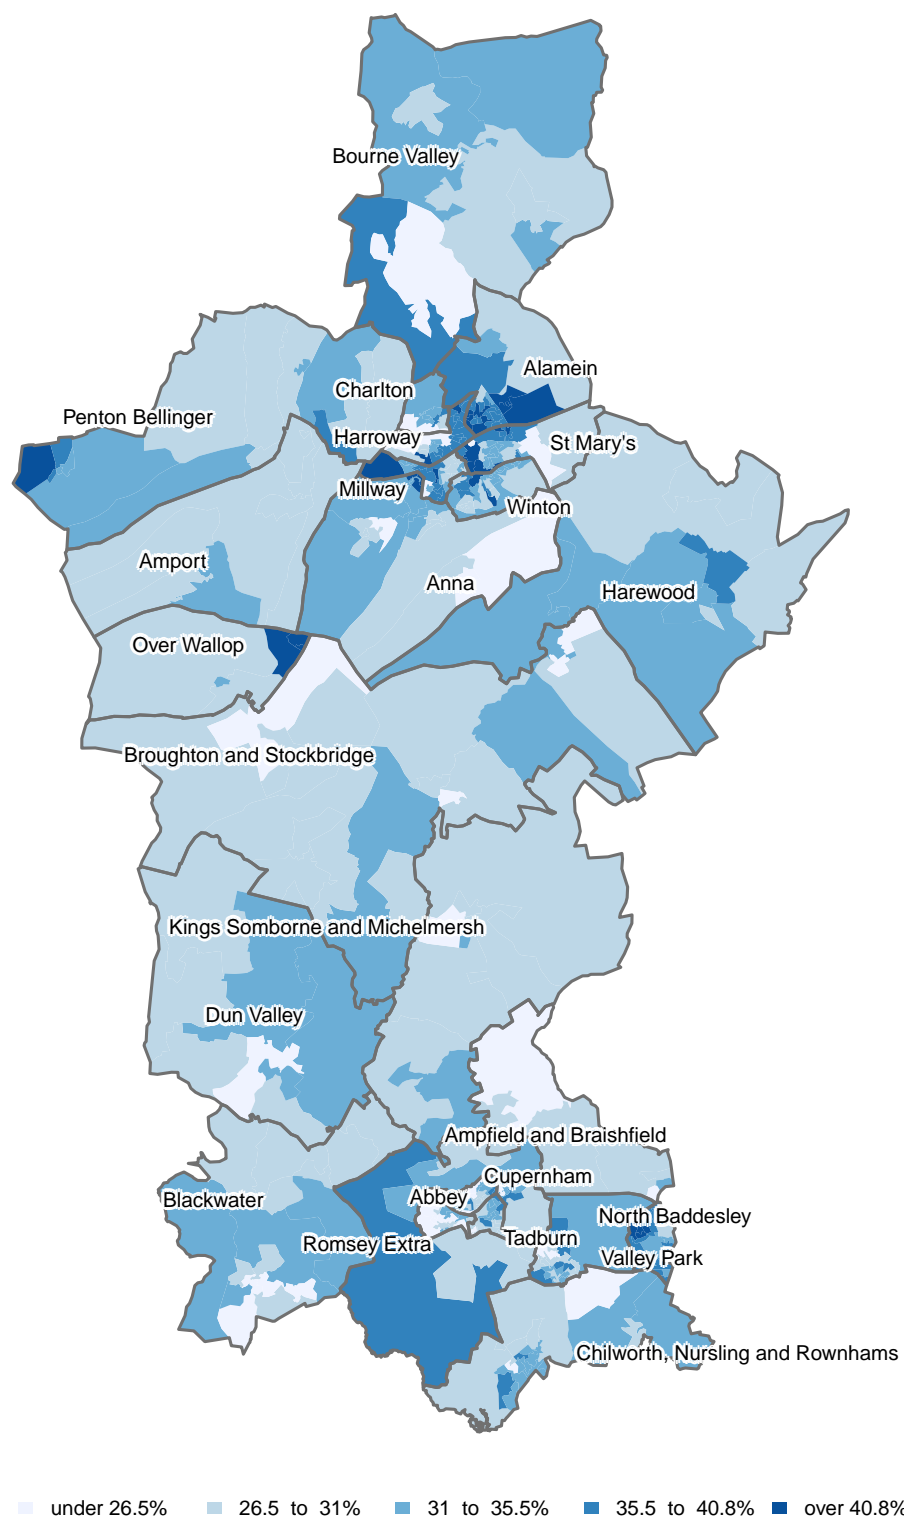 Bourne Valley
Alamein
Charlton
Penton Bellinger
Harroway
St Mary's
Millway
Winton
Amport
Anna
Harewood
Over Wallop
Broughton and Stockbridge
Kings Somborne and Michelmersh
Dun Valley
Ampfield and Braishfield
Cupernham
Blackwater
Abbey
North Baddesley
Romsey Extra
Tadburn
Valley Park
Chilworth, Nursling and Rownhams
under 26.5% 26.5 to 31% 31 to 35.5% 35.5 to 40.8% over 40.8%